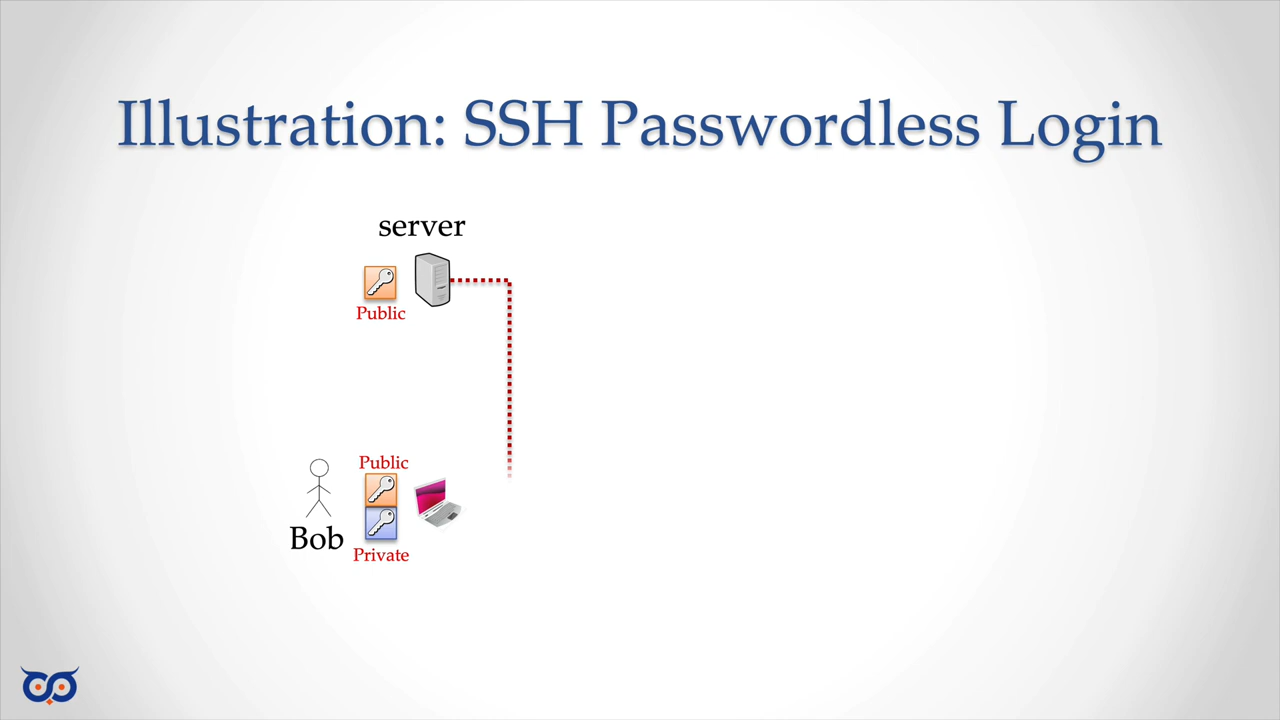 Illustration: SSH Passwordless Login
server
Public
Public
Bob
Private